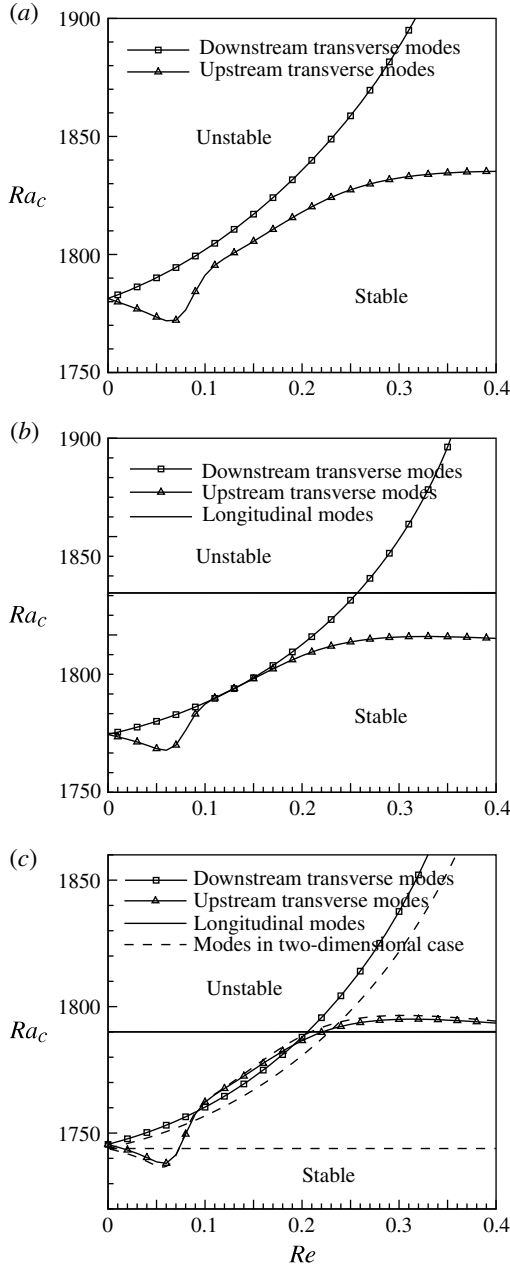 (a)
1900
Downstream transverse modes
Upstream transverse modes
1850
Unstable
Ra_C
1800
Stable
1750
0 0.1 0.2 0.3 0.4
(b)
1900
Downstream transverse modes
Upstream transverse modes
Longitudinal modes
1850
Unstable
Ra_C
1800
Stable
1750
0 0.1 0.2 0.3 0.4
(c)
1850
Downstream transverse modes
Upstream transverse modes
Longitudinal modes
Modes in two-dimensional case
Unstable
1800
Ra_C
1750
Stable
0 0.1 0.2 0.3 0.4
Re